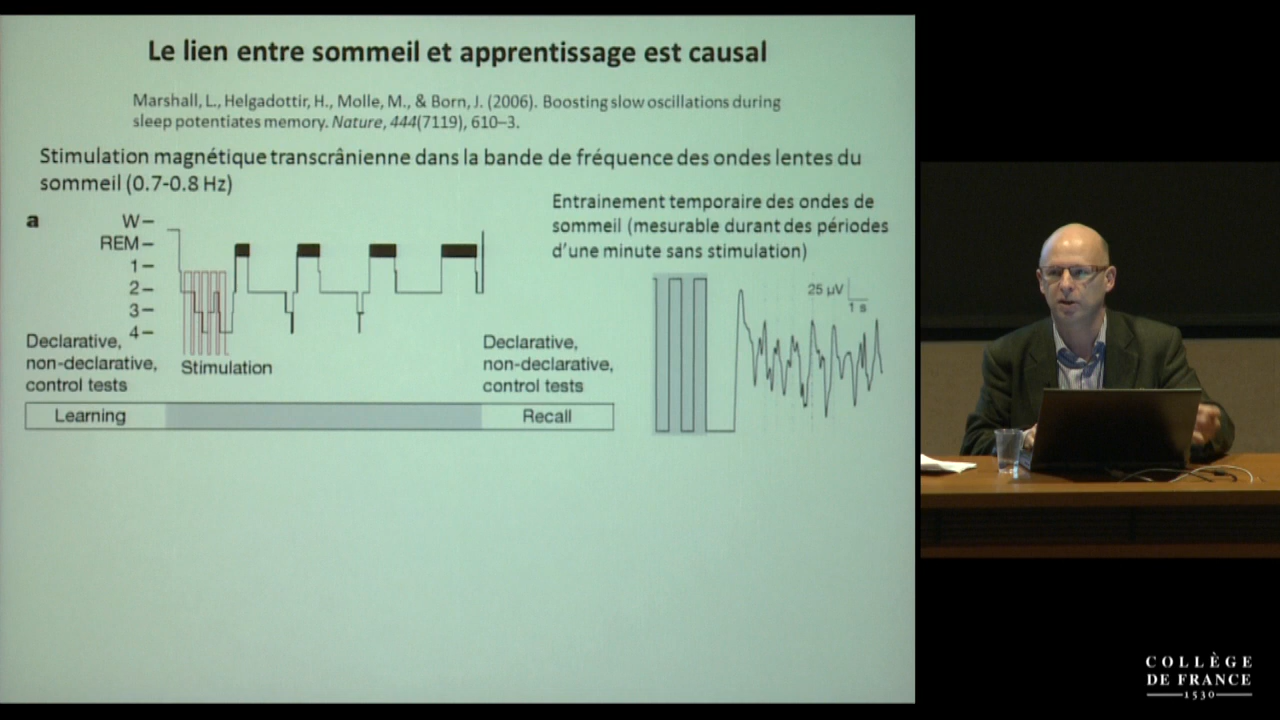 Le lien entre sommeil et apprentissage est causal
Marshall, L., Helgadottir, H., Molle, M., & Born, J. (2006). Boosting slow oscillations during
sleep potentiates memory. Nature, 444(7119), 610–3.
Stimulation magnétique transcrânienne dans la bande de fréquence des ondes lentes du
sommeil (0.7-0.8 Hz)
Entrainement temporaire des ondes de
sommeil (mesurable durant des périodes
d'une minute sans stimulation)
a
W
REM
1
2
3
4
Declarative,
non-declarative,
control tests
Stimulation
Declarative,
non-declarative,
control tests
Learning
Recall
25 µV
1 s
COLLÈGE
DE FRANCE
1530